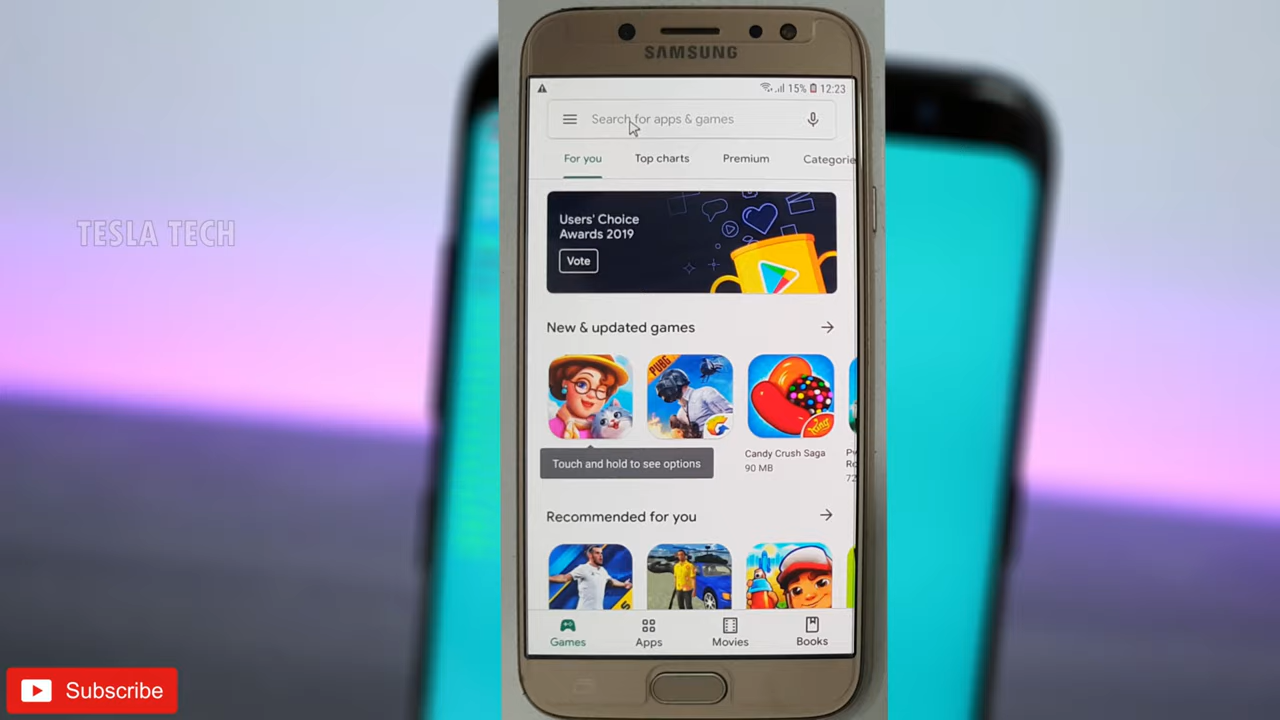 SAMSUNG
15% 12:23
Search for apps & games
For you Top charts Premium Categorie
Users' Choice
Awards 2019
Vote
New & updated games
PUBG
King
Candy Crush Saga
90 MB
Touch and hold to see options
Recommended for you
Games Apps Movies Books
TESLA TECH
Subscribe